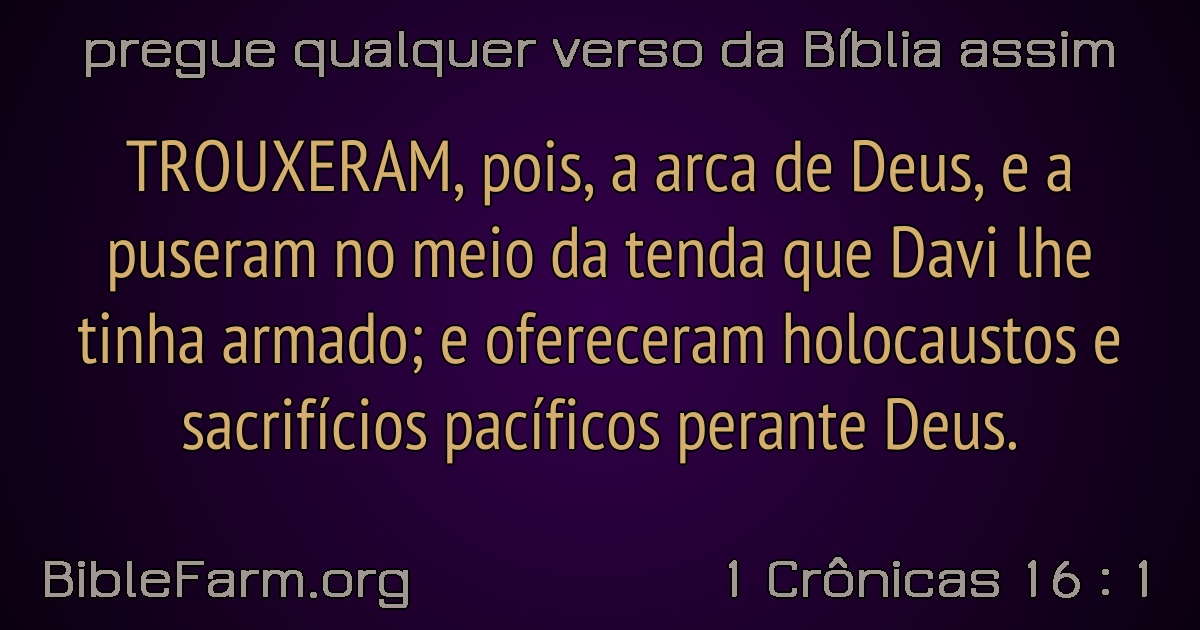 pregue qualquer verso da Bíblia assim
TROUXERAM, pois, a arca de Deus, e a
puseram no meio da tenda que Davi lhe
tinha armado; e ofereceram holocaustos e
sacrifícios pacíficos perante Deus.
BibleFarm.org
1 Crônicas 16 : 1